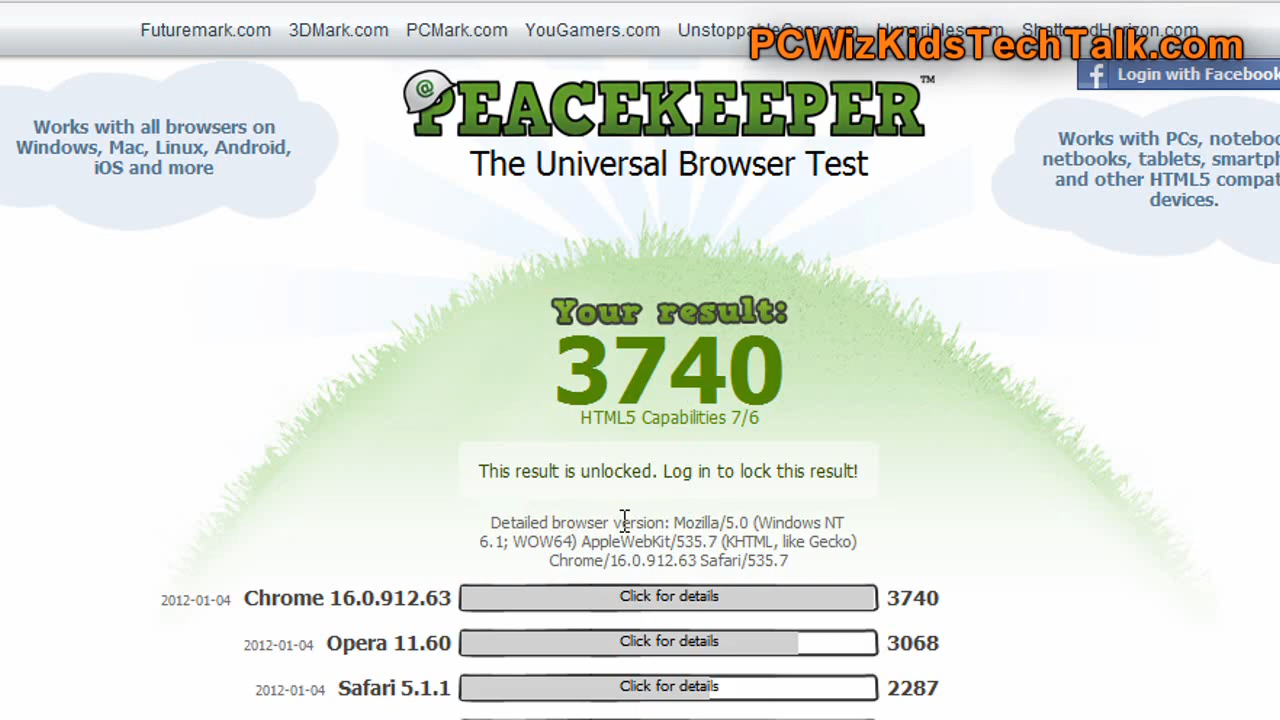 Futuremark.com 3DMark.com PCMark.com YouGamers.com
PCWizKidsTechTalk.com
Login with Facebook
PEACEKEEPER™
The Universal Browser Test
Works with all browsers on
Windows, Mac, Linux, Android,
iOS and more
Works with PCs,
netbooks, tablets,
and other HTML5
devices.
Your result:
3740
HTML5 Capabilities 7/6
This result is unlocked. Log in to lock this result!
Detailed browser version: Mozilla/5.0 (Windows NT
6.1; WOW64) AppleWebKit/535.7 (KHTML, like Gecko)
Chrome/16.0.912.63 Safari/535.7
2012-01-04 Chrome 16.0.912.63 Click for details 3740
2012-01-04 Opera 11.60 Click for details 3068
2012-01-04 Safari 5.1.1 Click for details 2287